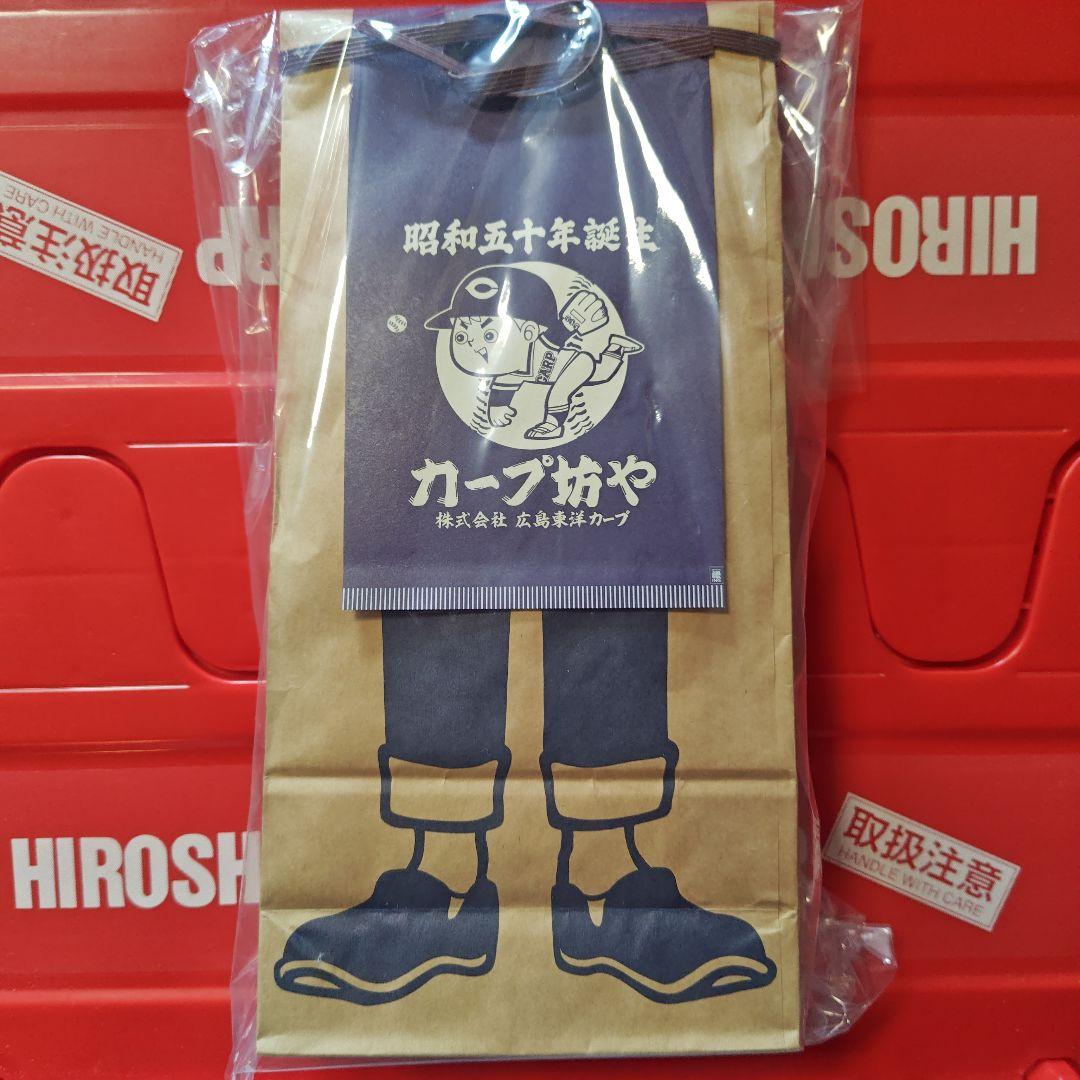 昭和五十年誕生
C
CARP
カープ坊や
株式会社 広島東洋カープ
取扱注意
HANDLE WITH CARE
RP
HIROSH
HIROSH
取扱注意
HANDLE WITH CARE